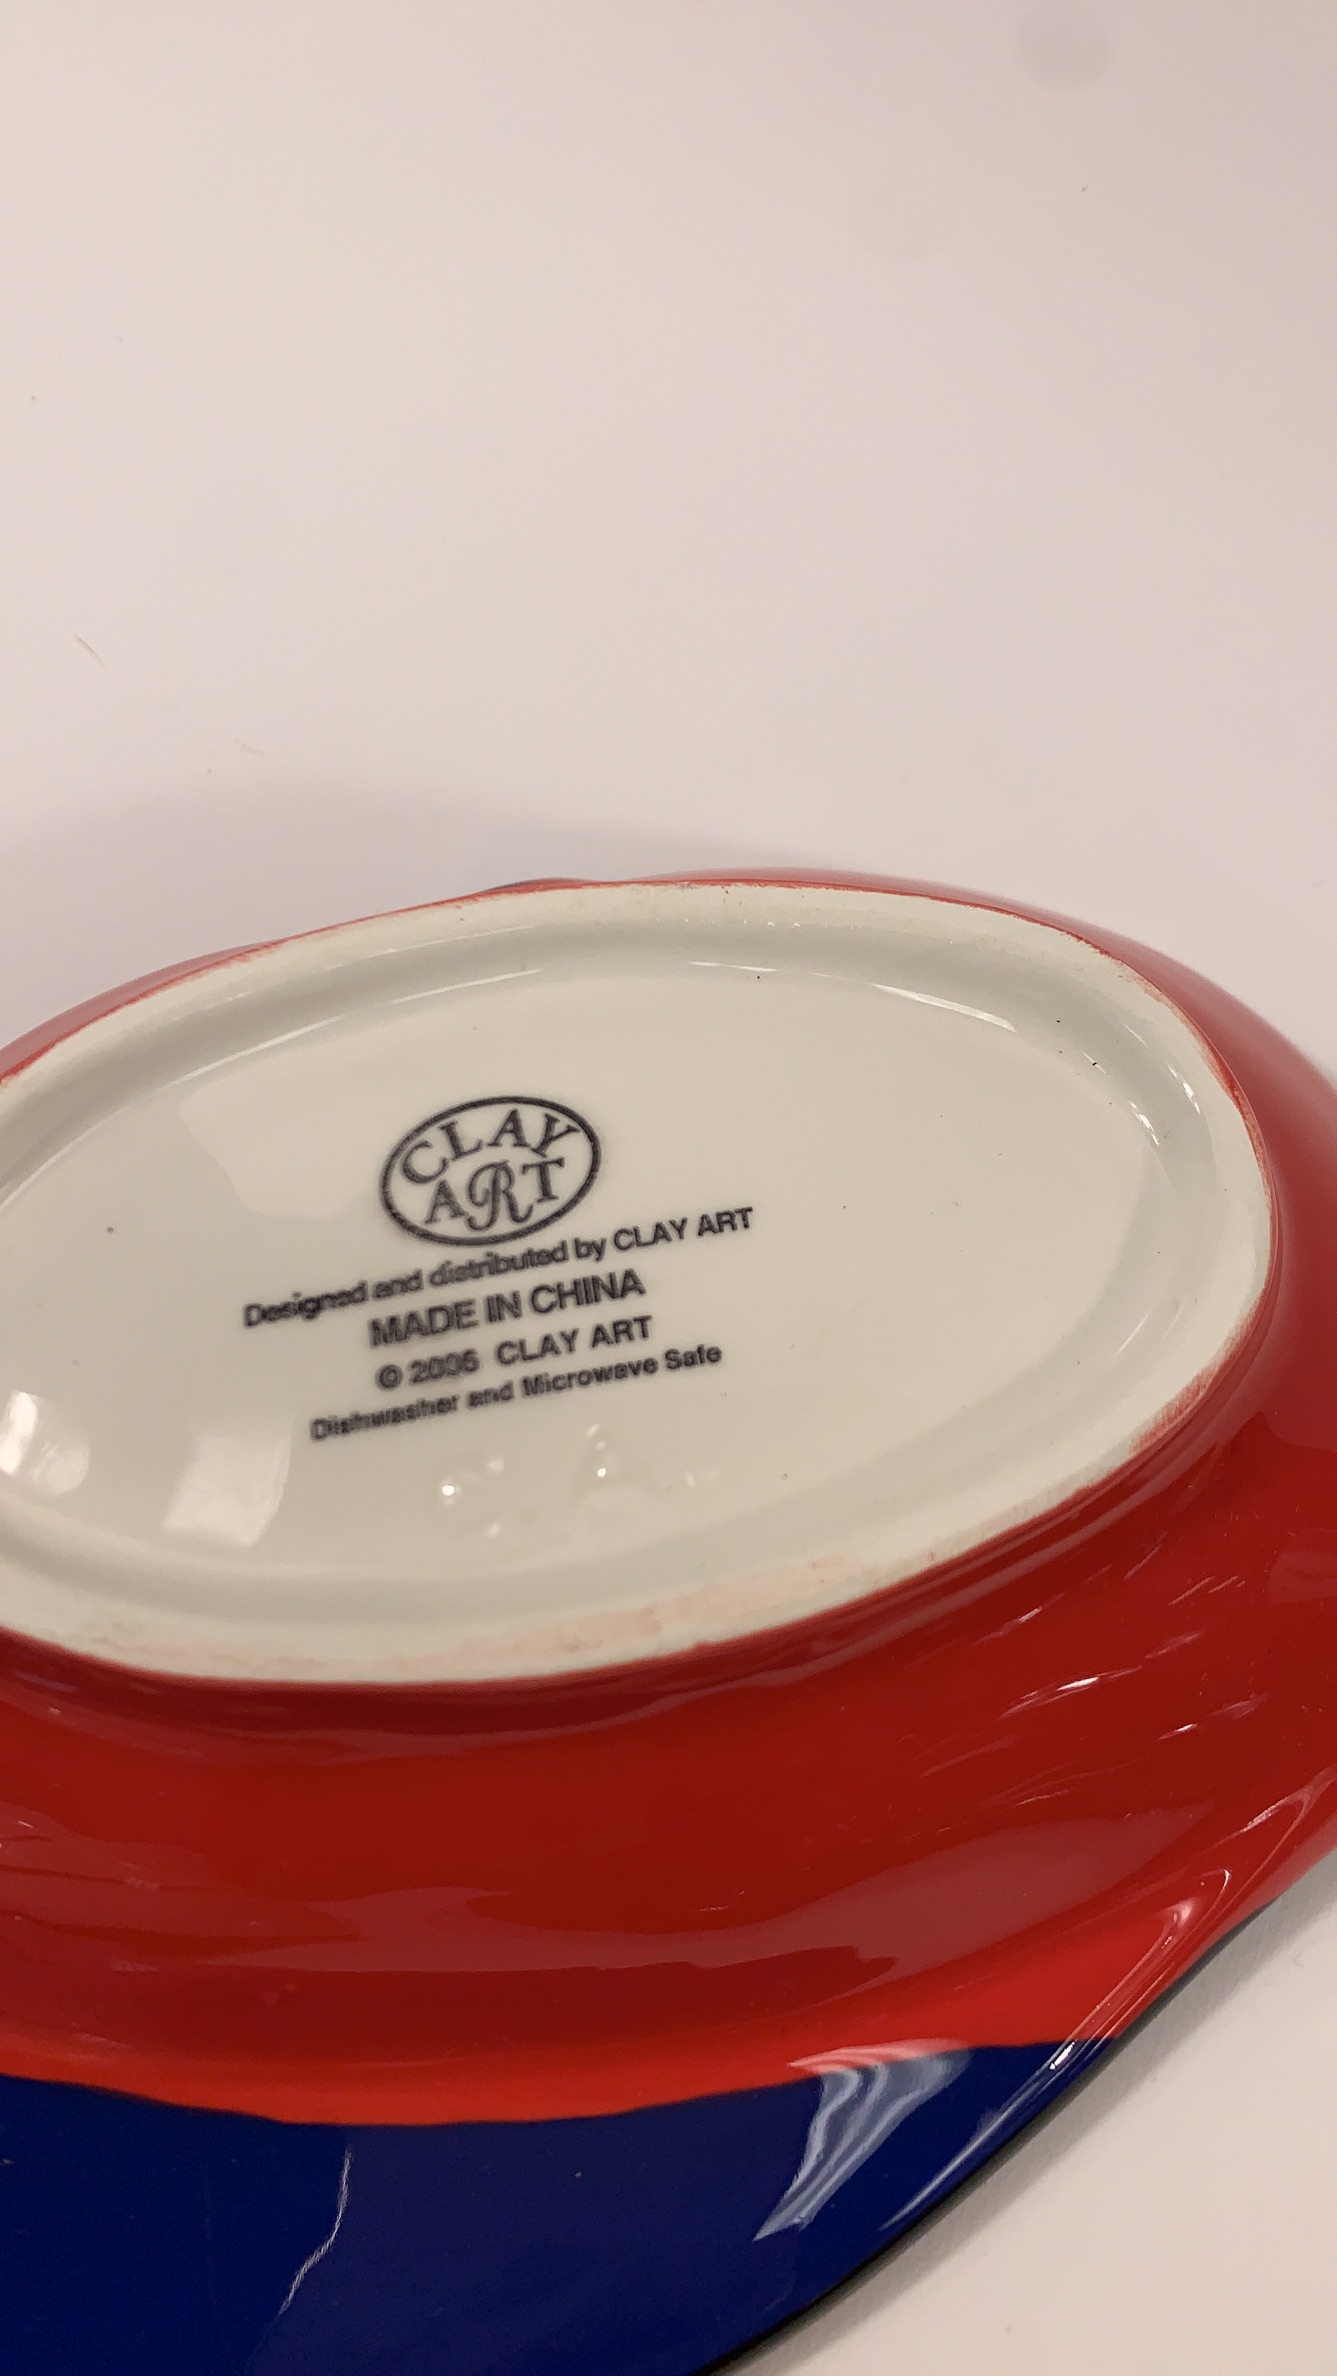 CLAY
ART
Designed and distributed by CLAY ART
MADE IN CHINA
© 2006 CLAY ART
Dishwasher and Microwave Safe